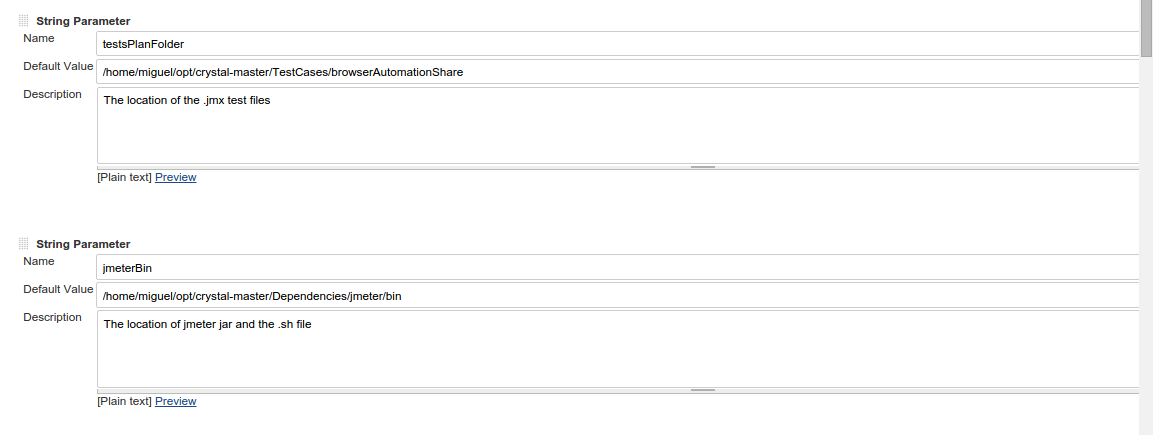 String Parameter
Name
testsPlanFolder
Default Value
/home/miguel/opt/crystal-master/TestCases/browserAutomationShare
Description
The location of the .jmx test files
[Plain text] Preview
String Parameter
Name
jmeterBin
Default Value
/home/miguel/opt/crystal-master/Dependencies/jmeter/bin
Description
The location of jmeter jar and the .sh file
[Plain text] Preview